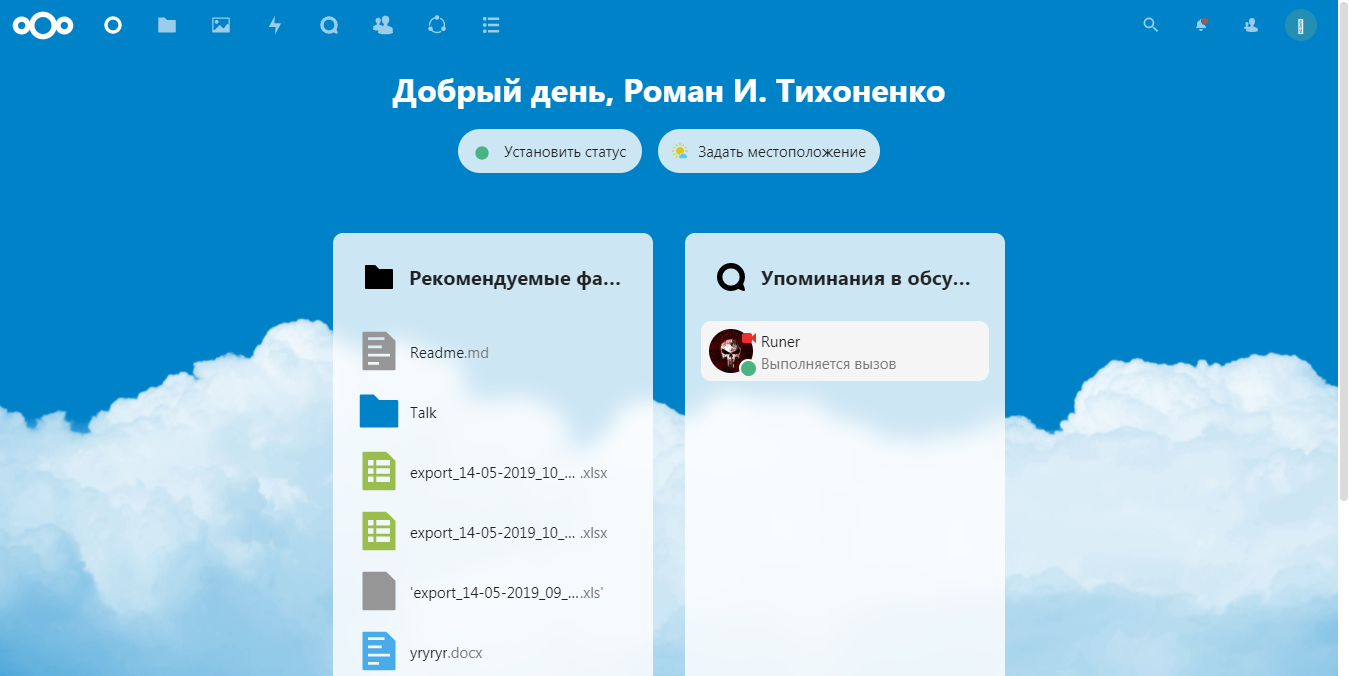 Добрый день, Роман И. Тихоненко
Установить статус
Задать местоположение
Рекомендуемые фа...
Readme.md
Talk
export_14-05-2019_10_... .xlsx
export_14-05-2019_10_... .xlsx
'export_14-05-2019_09_....xls'
yryryr.docx
Упоминания в обсу...
Runer
Выполняется вызов